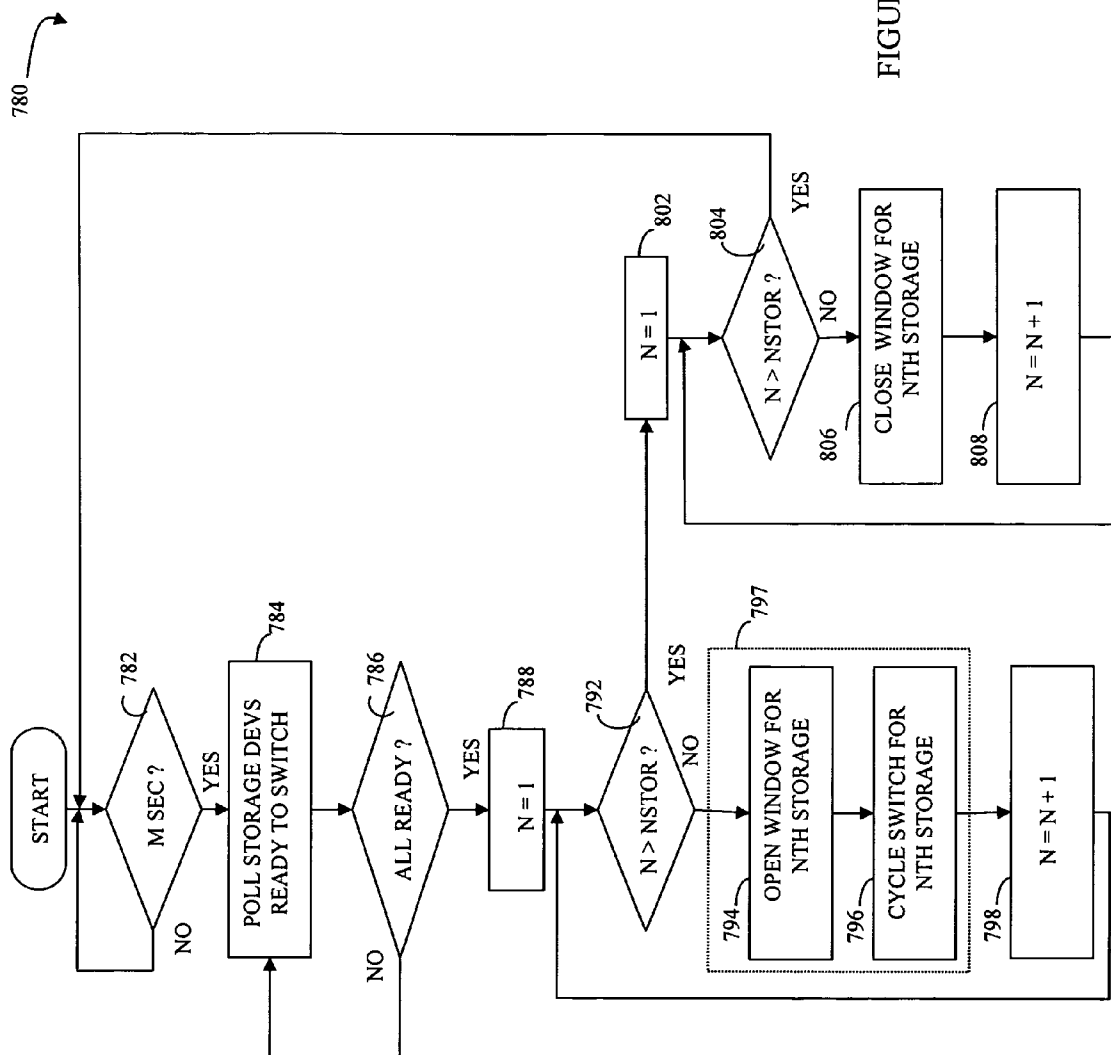 780
START
782
M SEC ?
NO
YES
784
POLL STORAGE DEVS
READY TO SWITCH
786
ALL READY ?
NO
YES
788
N = 1
792
N > NSTOR ?
YES
NO
797
794
OPEN WINDOW FOR
NTH STORAGE
796
CYCLE SWITCH FOR
NTH STORAGE
798
N = N + 1
802
N = 1
804
N > NSTOR ?
YES
NO
806
CLOSE WINDOW FOR
NTH STORAGE
808
N = N + 1